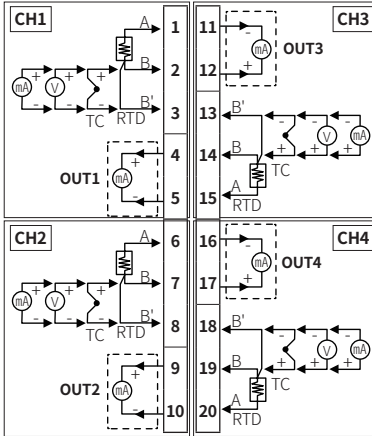 CH1
A
1
B
2
+ + +
mA V
- - -
B'
3
TC RTD
4
+
OUT1 mA
-
5
CH3
11
-
mA OUT3
12
+
13
B'
- - -
14
B
V mA
+ + +
TC
15
A
RTD
CH2
A
6
B
7
+ + +
mA V
- - -
B'
8
TC RTD
9
+
OUT2 mA
-
10
CH4
16
-
mA OUT4
17
+
18
B'
- - -
19
B
V mA
+ + +
TC
20
A
RTD